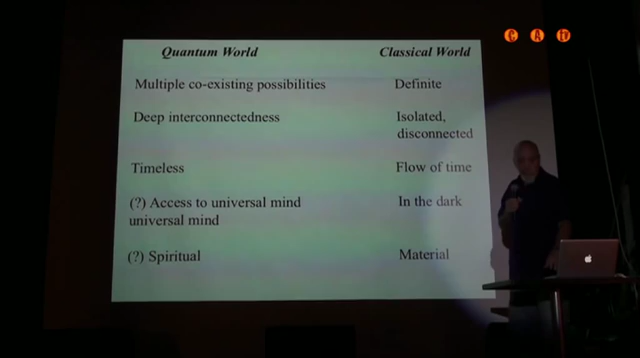 C A tv
Quantum World Classical World
Multiple co-existing possibilities Definite
Deep interconnectedness Isolated,
disconnected
Timeless Flow of time
(?) Access to universal mind In the dark
universal mind
(?) Spiritual Material